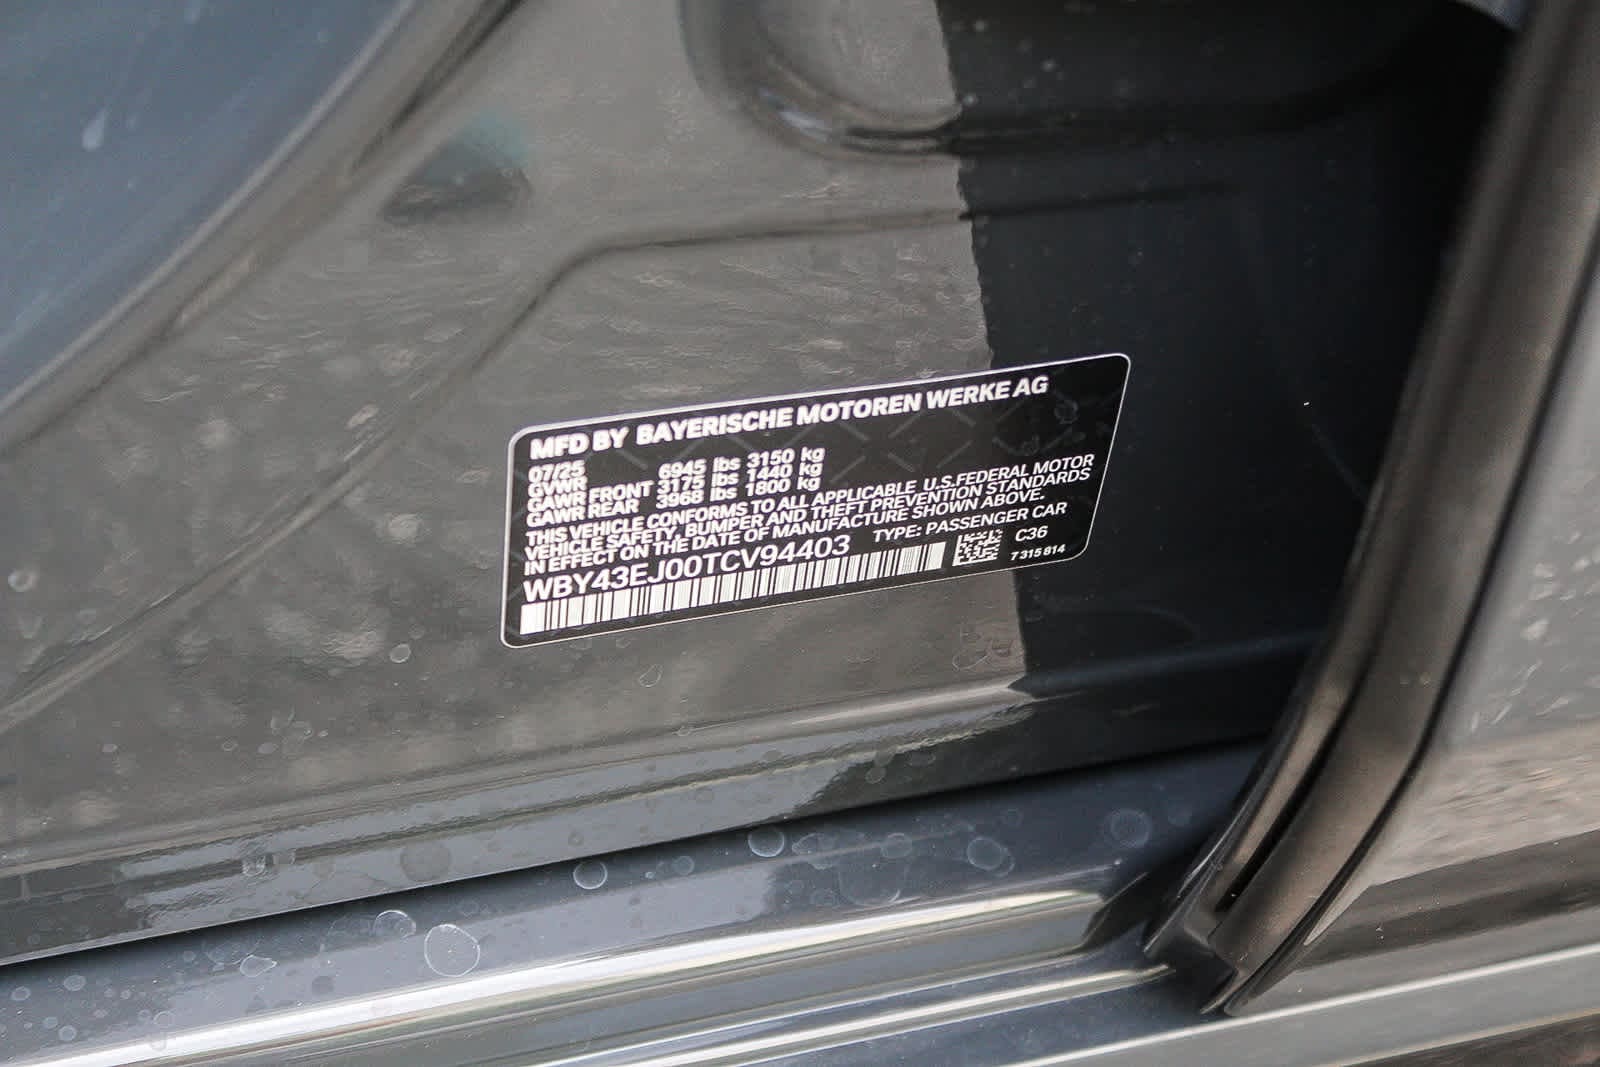 MFD BY BAYERISCHE MOTOREN WERKE AG
07/25
GVWR 6945 lbs 3150 kg
GAWR FRONT 3175 lbs 1440 kg
GAWR REAR 3968 lbs 1800 kg
THIS VEHICLE CONFORMS TO ALL APPLICABLE U.S.FEDERAL MOTOR
VEHICLE SAFETY, BUMPER AND THEFT PREVENTION STANDARDS
IN EFFECT ON THE DATE OF MANUFACTURE SHOWN ABOVE.
WBY43EJ00TCV94403 TYPE: PASSENGER CAR
C36
7 315 814